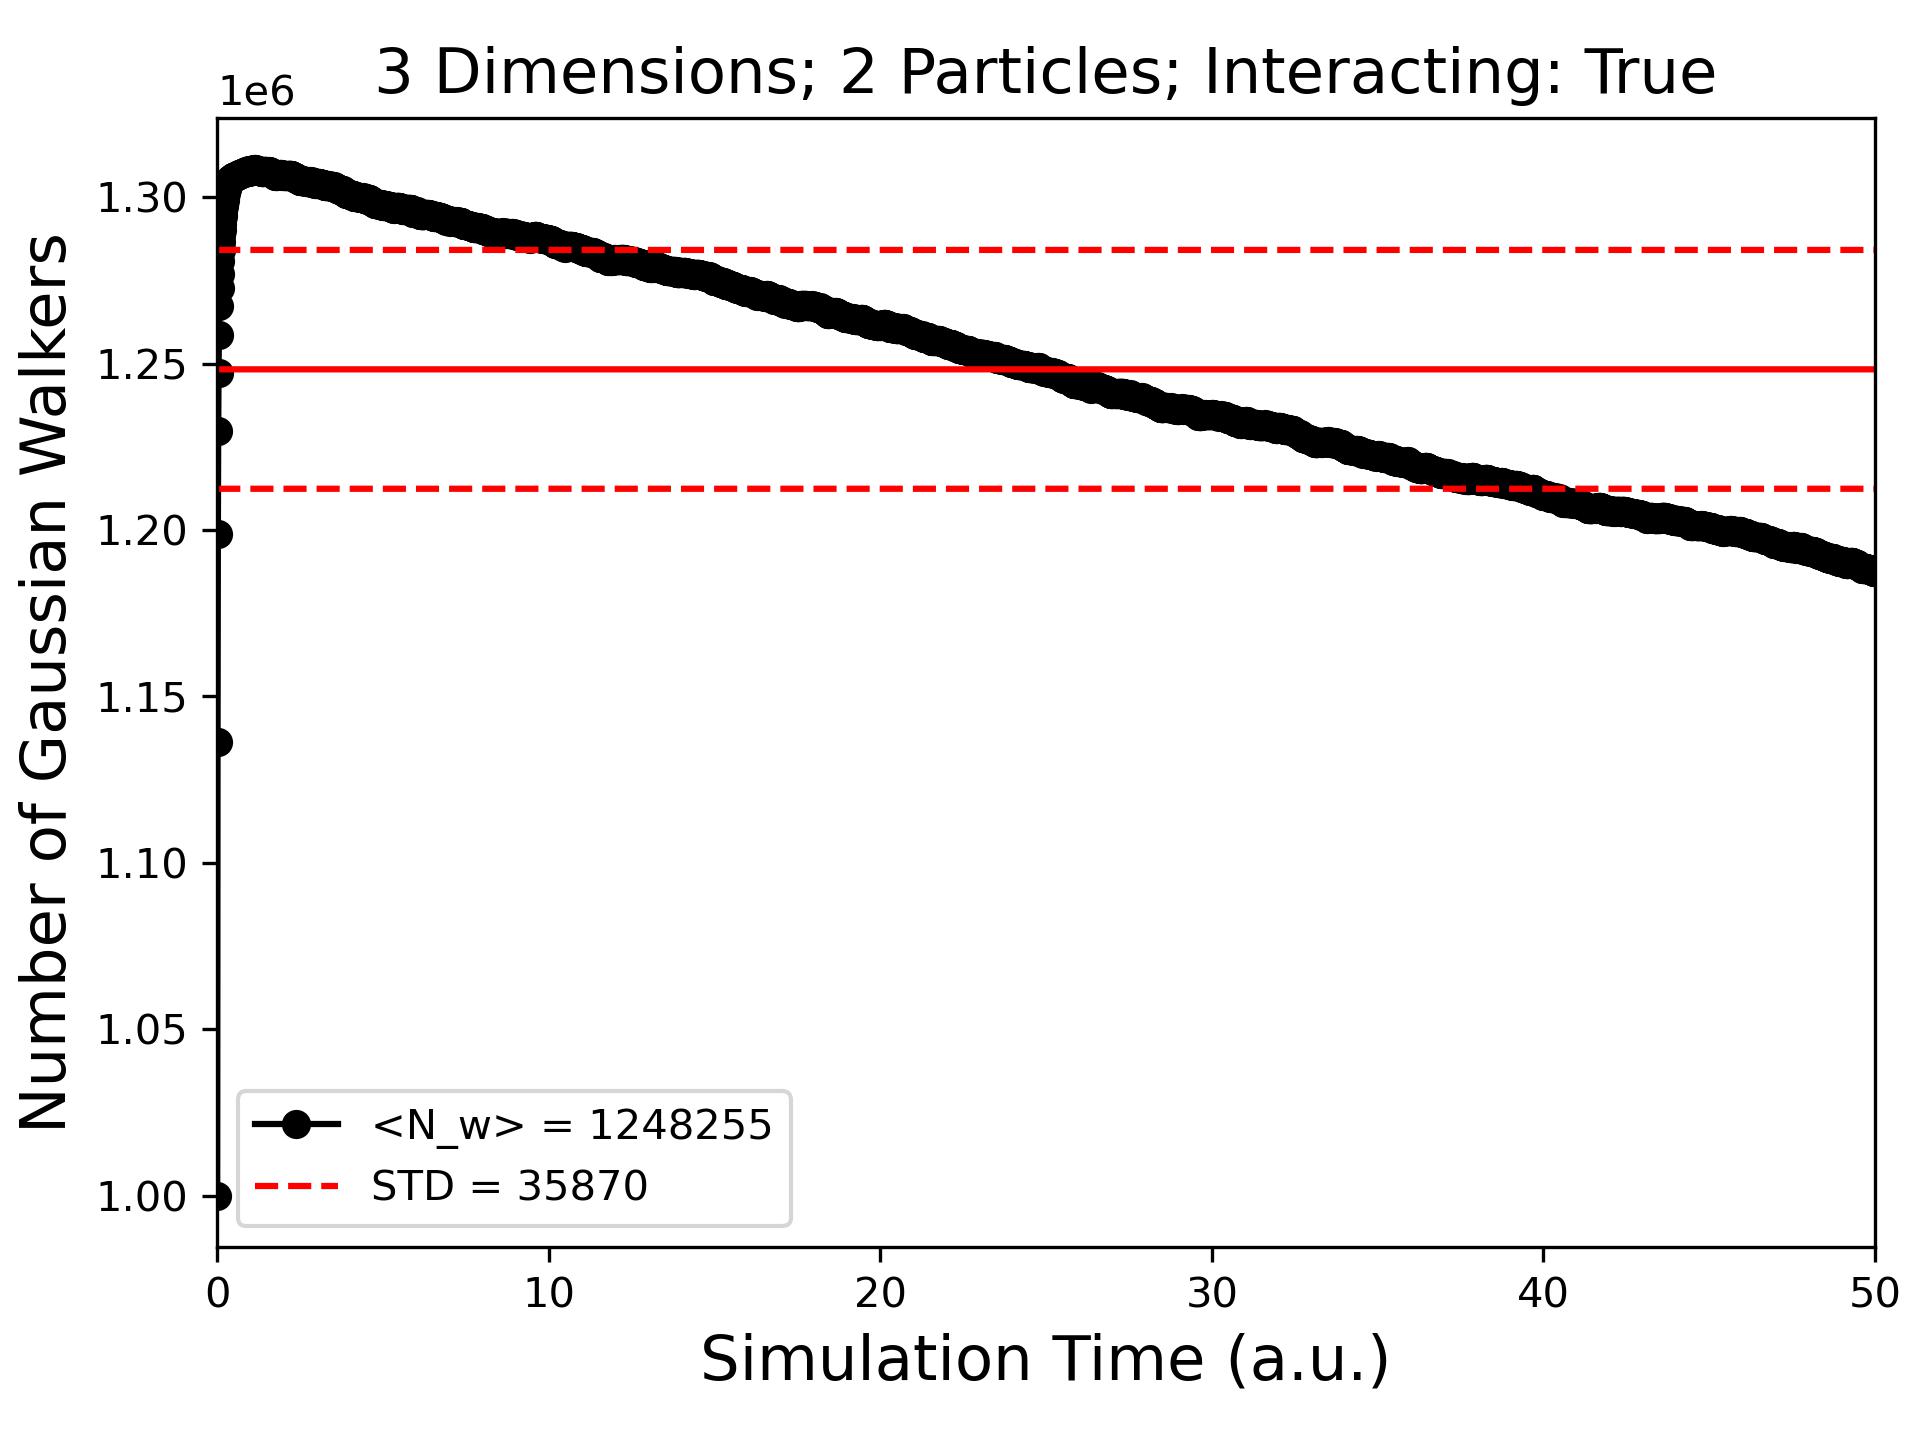 3 Dimensions; 2 Particles; Interacting: True
1e6
1.30
1.25
1.20
1.15
1.10
1.05
1.00
Number of Gaussian Walkers
<N_w> = 1248255
STD = 35870
0 10 20 30 40 50
Simulation Time (a.u.)